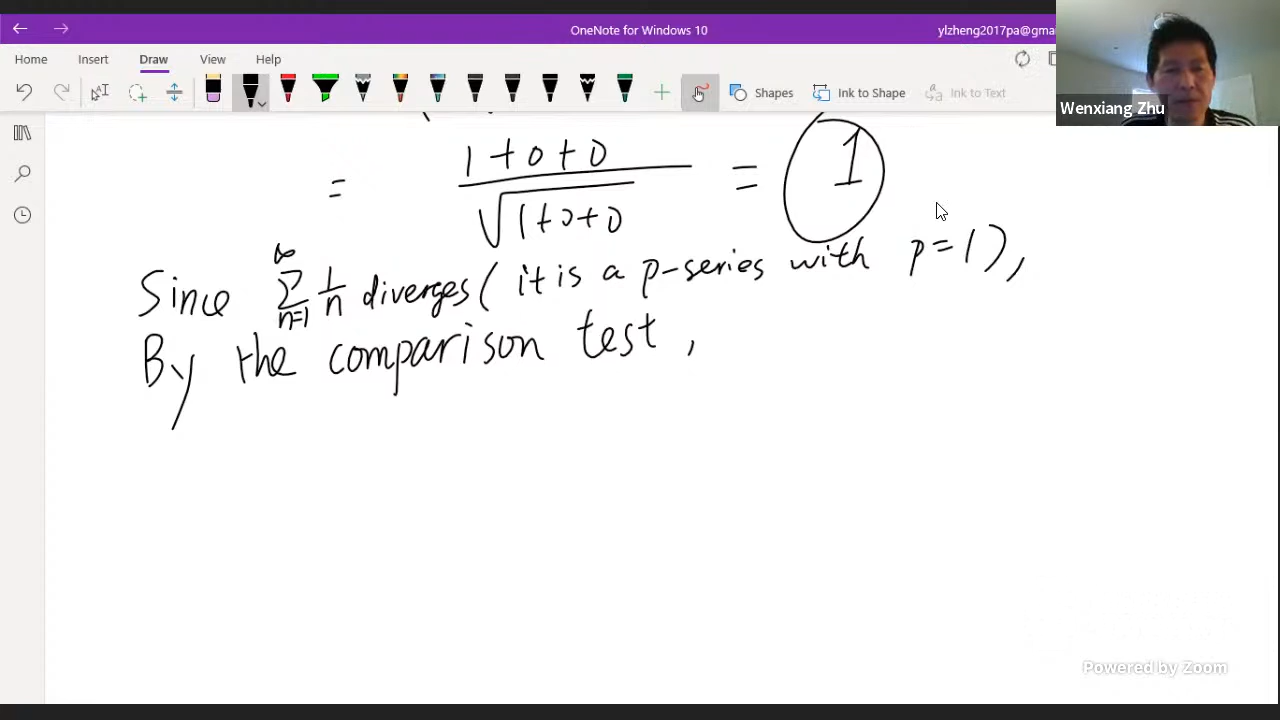 OneNote for Windows 10
ylzheng2017pa@gma
Home Insert Draw View Help
Shapes Ink to Shape Ink to Text
Wenxiang Zhu
= 1+0+0 / √1+0+0 = 1
Since ∞∑n=1 1/n diverges (it is a p-series with p=1),
By the comparison test,
Powered by Zoom